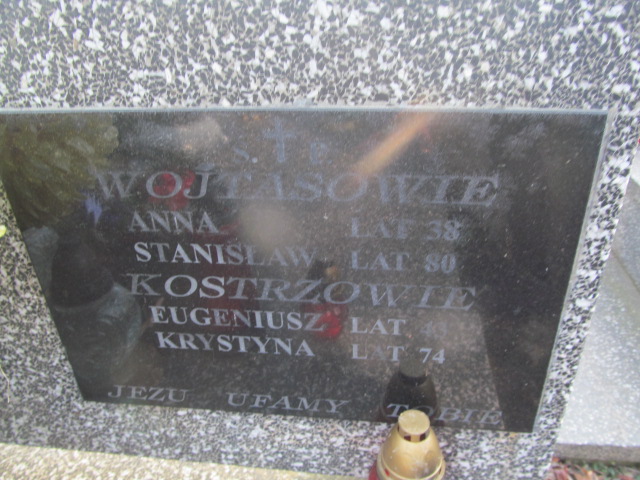 Ś. P.
WOJTASOWIE
ANNA LAT 38
STANISŁAW LAT 80
KOSTRZOWIE
EUGENIUSZ LAT
KRYSTYNA LAT 74
JEZU UFAMY TOBIE